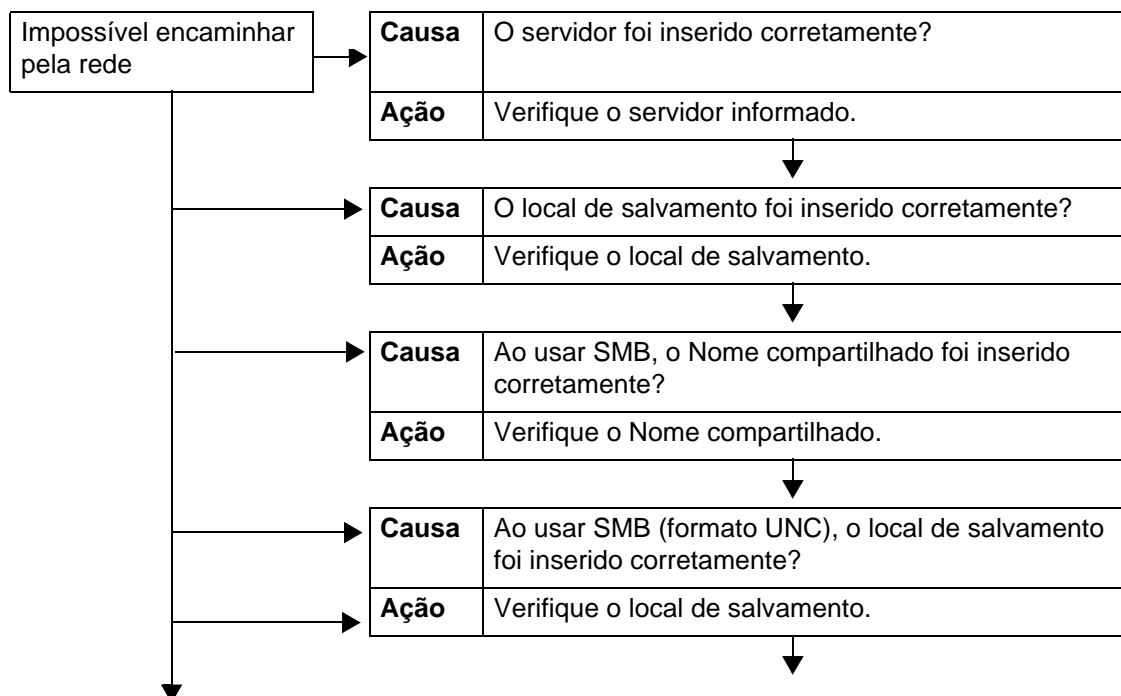 Impossível encaminhar
pela rede
Causa O servidor foi inserido corretamente?
Ação Verifique o servidor informado.
Causa O local de salvamento foi inserido corretamente?
Ação Verifique o local de salvamento.
Causa Ao usar SMB, o Nome compartilhado foi inserido
corretamente?
Ação Verifique o Nome compartilhado.
Causa Ao usar SMB (formato UNC), o local de salvamento
foi inserido corretamente?
Ação Verifique o local de salvamento.